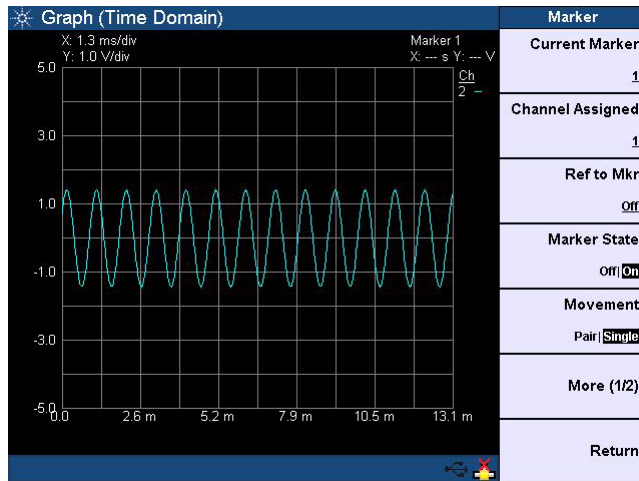 Graph (Time Domain)
Marker
X: 1.3 ms/div
Y: 1.0 V/div
Marker 1
X: --- s Y: --- V
Ch
2 –
5.0
3.0
1.0
-1.0
-3.0
-5.0
0.0
2.6 m
5.2 m
7.9 m
10.5 m
13.1 m
Current Marker
1
Channel Assigned
1
Ref to Mkr
Off
Marker State
Off|On
Movement
Pair|Single
More (1/2)
Return